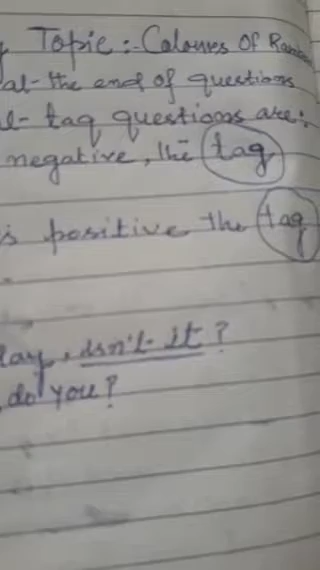 Topic:- Colours Of
at the end of questions
tag questions are:
negative, the tag
is positive the tag
isn't it?
do you?